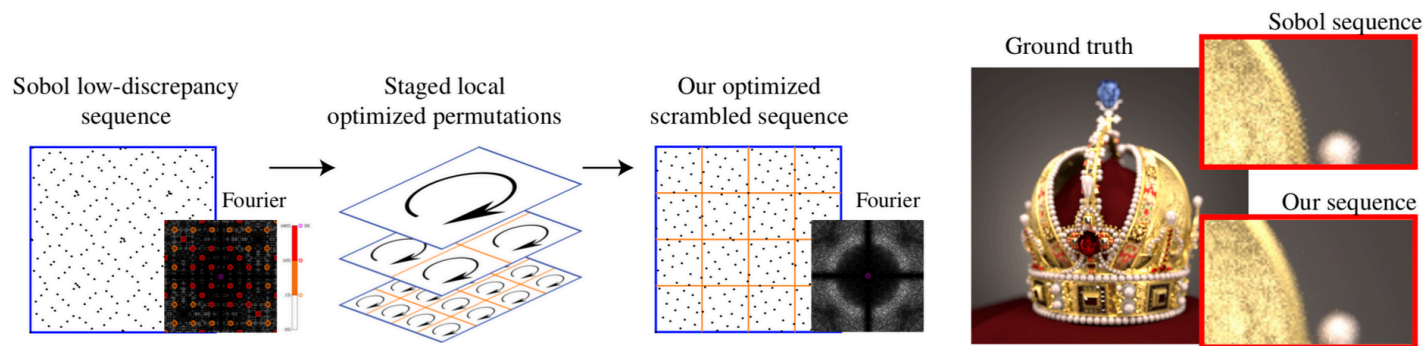 Sobol low-discrepancy
sequence
Fourier
DC
Staged local
optimized permutations
Our optimized
scrambled sequence
Fourier
Ground truth
Sobol sequence
Our sequence